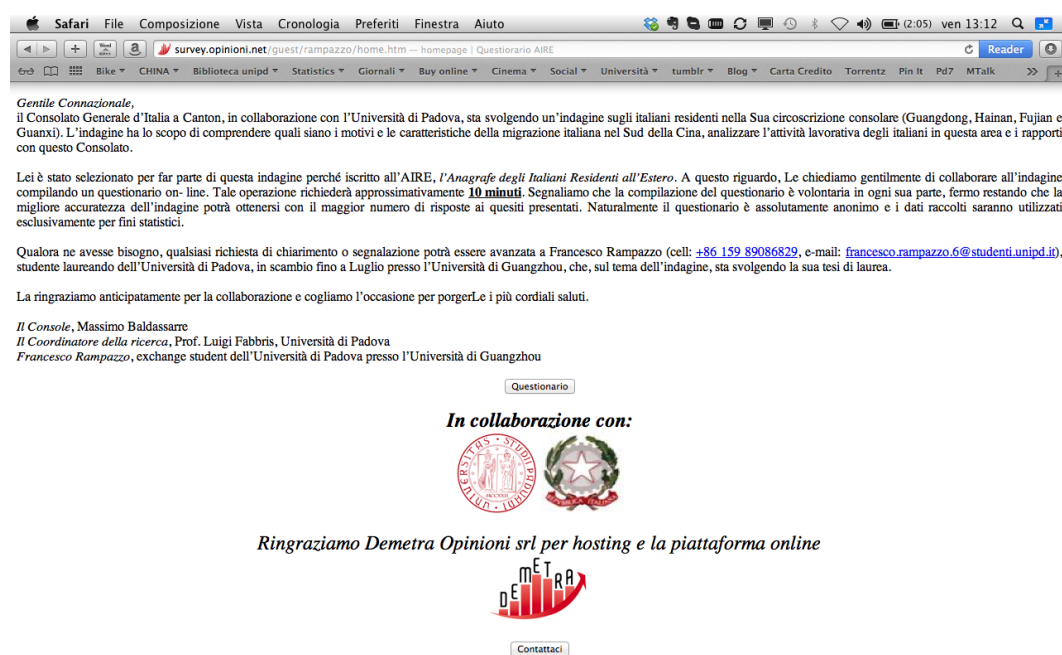 Safari File Composizione Vista Cronologia Preferiti Finestra Aiuto (2:05) ven 13:12
survey.opinioni.net/guest/rampazzo/home.htm — homepage | Questionario AIRE Reader
Bike CHINA Biblioteca unipd Statistics Giornali Buy online Cinema Social Università tumblr Blog Carta Credito Torrentz Pin It Pd7 MTalk
Gentile Connazionale,
il Consolato Generale d'Italia a Canton, in collaborazione con l'Università di Padova, sta svolgendo un'indagine sugli italiani residenti nella Sua circoscrizione consolare (Guangdong, Hainan, Fujian e
Guanxi). L'indagine ha lo scopo di comprendere quali siano i motivi e le caratteristiche della migrazione italiana nel Sud della Cina, analizzare l'attività lavorativa degli italiani in questa area e i rapporti
con questo Consolato.
Lei è stato selezionato per far parte di questa indagine perché iscritto all'AIRE, l'Anagrafe degli Italiani Residenti all'Estero. A questo riguardo, Le chiediamo gentilmente di collaborare all'indagine
compilando un questionario on- line. Tale operazione richiederà approssimativamente 10 minuti. Segnaliamo che la compilazione del questionario è volontaria in ogni sua parte, fermo restando che la
migliore accuratezza dell'indagine potrà ottenersi con il maggior numero di risposte ai quesiti presentati. Naturalmente il questionario è assolutamente anonimo e i dati raccolti saranno utilizzati
esclusivamente per fini statistici.
Qualora ne avesse bisogno, qualsiasi richiesta di chiarimento o segnalazione potrà essere avanzata a Francesco Rampazzo (cell: +86 159 89086829, e-mail: francesco.rampazzo.6@studenti.unipd.it),
studente laureando dell'Università di Padova, in scambio fino a Luglio presso l'Università di Guangzhou, che, sul tema dell'indagine, sta svolgendo la sua tesi di laurea.
La ringraziamo anticipatamente per la collaborazione e cogliamo l'occasione per porgerLe i più cordiali saluti.
Il Console, Massimo Baldassarre
Il Coordinatore della ricerca, Prof. Luigi Fabbris, Università di Padova
Francesco Rampazzo, exchange student dell'Università di Padova presso l'Università di Guangzhou
Questionario
In collaborazione con:
UNIVERSITAS STUDII PADUANI
MCCXXII
REPVBBLICA ITALIANA
Ringraziamo Demetra Opinioni srl per hosting e la piattaforma online
DEMETRA
Contattaci